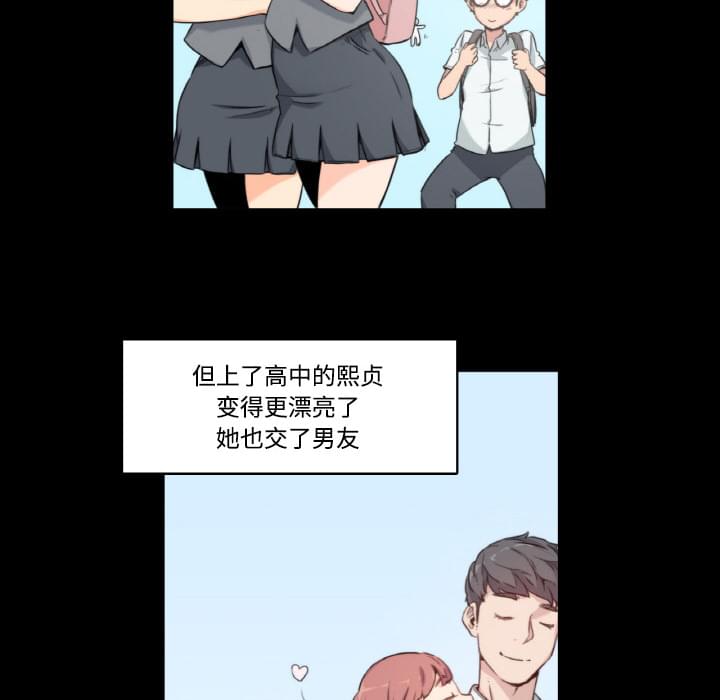 但上了高中的熙贞
变得更漂亮了
她也交了男友